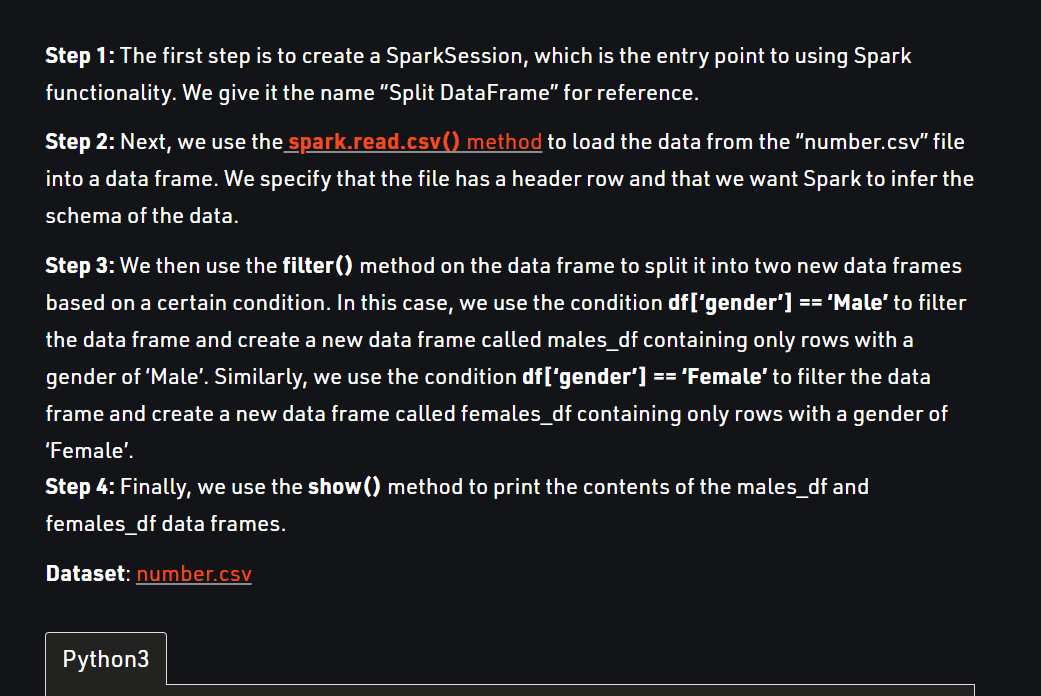 Step 1: The first step is to create a SparkSession, which is the entry point to using Spark
functionality. We give it the name “Split DataFrame” for reference.
Step 2: Next, we use the spark.read.csv() method to load the data from the “number.csv” file
into a data frame. We specify that the file has a header row and that we want Spark to infer the
schema of the data.
Step 3: We then use the filter() method on the data frame to split it into two new data frames
based on a certain condition. In this case, we use the condition df[‘gender’] == ‘Male’ to filter
the data frame and create a new data frame called males_df containing only rows with a
gender of ‘Male’. Similarly, we use the condition df[‘gender’] == ‘Female’ to filter the data
frame and create a new data frame called females_df containing only rows with a gender of
‘Female’.
Step 4: Finally, we use the show() method to print the contents of the males_df and
females_df data frames.
Dataset: number.csv
Python3